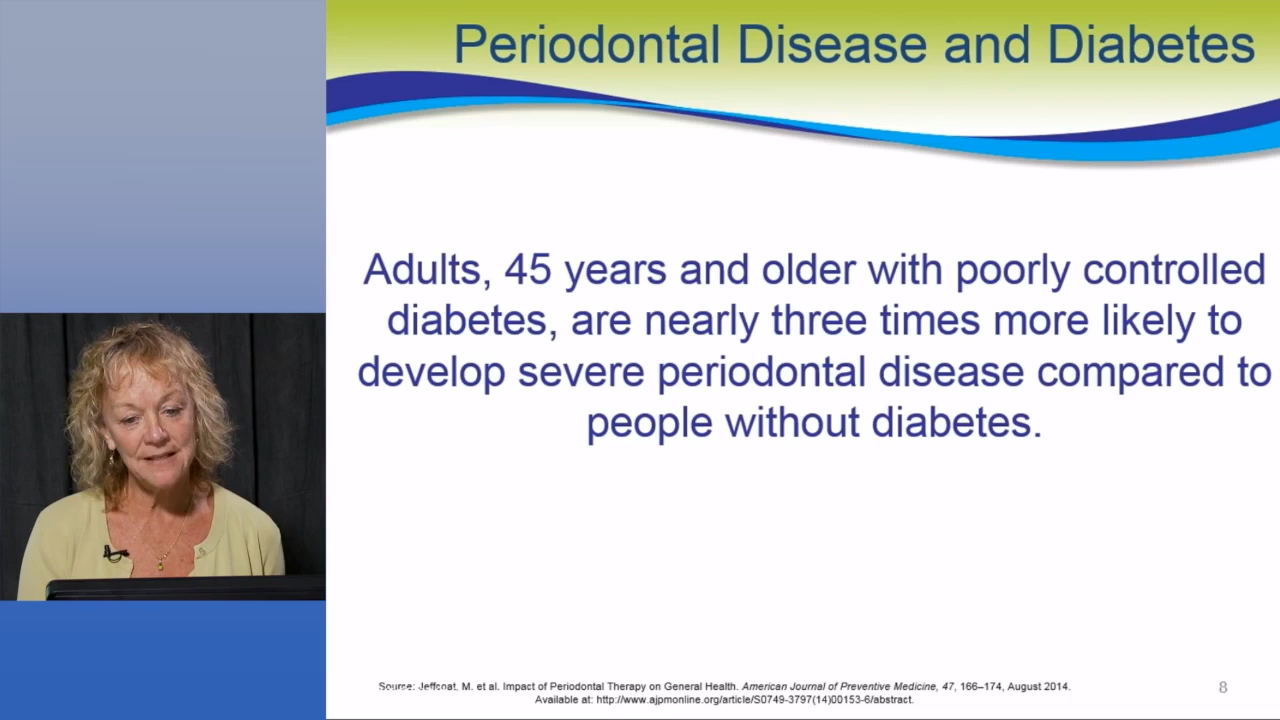 Periodontal Disease and Diabetes
Adults, 45 years and older with poorly controlled
diabetes, are nearly three times more likely to
develop severe periodontal disease compared to
people without diabetes.
Source: Jeffcoat, M. et al. Impact of Periodontal Therapy on General Health. American Journal of Preventive Medicine, 47, 166–174, August 2014.
Available at: http://www.ajpmonline.org/article/S0749-3797(14)00153-6/abstract.
8